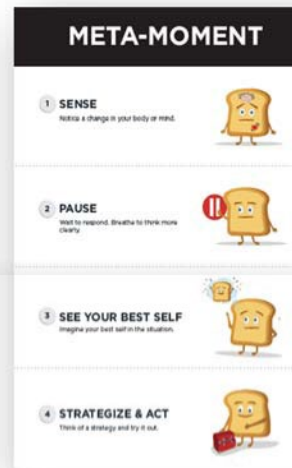 META-MOMENT
1 SENSE
Notice a change in your body or mind.
2 PAUSE
Wait to respond. Breathe to think more
clearly.
3 SEE YOUR BEST SELF
Imagine your best self in the situation.
4 STRATEGIZE & ACT
Think of a strategy and try it out.